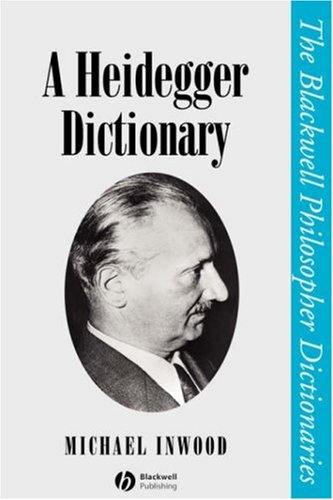 A Heidegger
Dictionary
MICHAEL INWOOD
b
Blackwell
Publishing
The Blackwell Philosopher Dictionaries